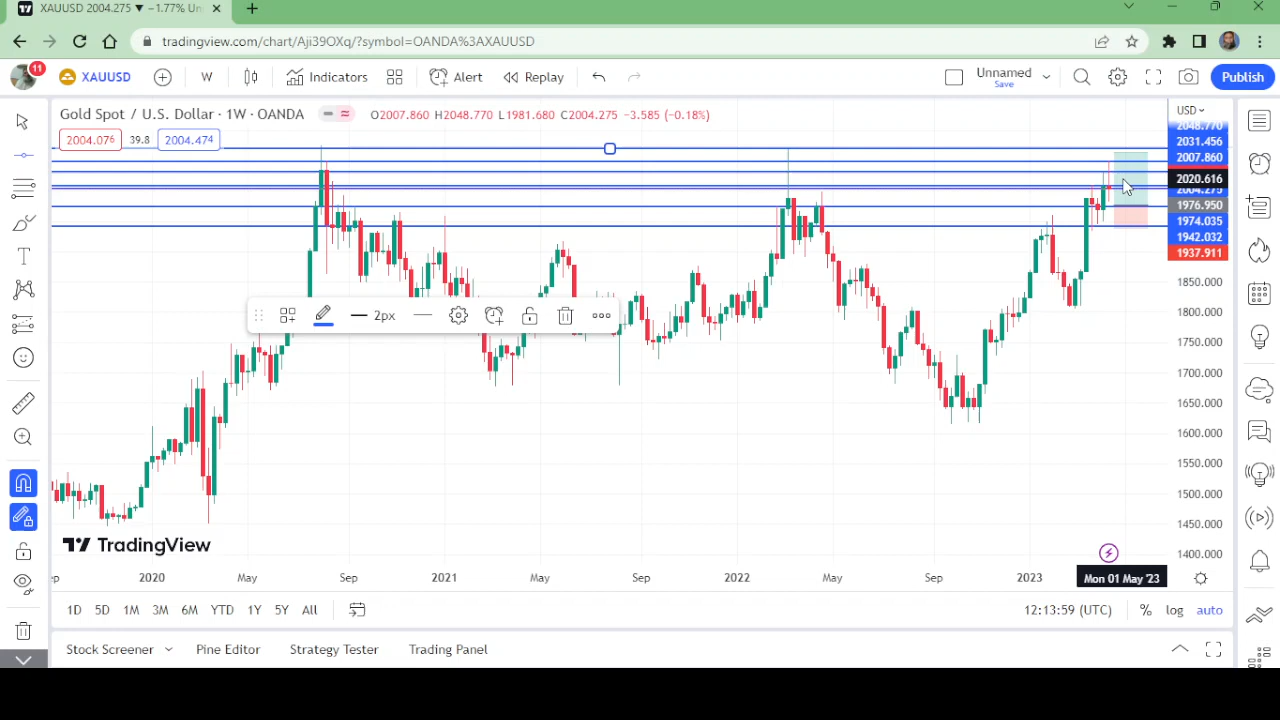 XAUUSD 2004.275 ▼ −1.77% Un
tradingview.com/chart/Aji39OXq/?symbol=OANDA%3AXAUUSD
11 XAUUSD W Indicators Alert Replay Unnamed Save Publish
Gold Spot / U.S. Dollar · 1W · OANDA O2007.860 H2048.770 L1981.680 C2004.275 −3.585 (−0.18%)
USD
2004.076 39.8 2004.474
2048.770
2031.456
2007.860
2020.616
2004.275
1976.950
1974.035
1942.032
1937.911
1850.000
1800.000
2px
1750.000
1700.000
1650.000
1600.000
1550.000
1500.000
1450.000
TradingView
1400.000
ep 2020 May Sep 2021 May Sep 2022 May Sep 2023 Mon 01 May '23
1D 5D 1M 3M 6M YTD 1Y 5Y All 12:13:59 (UTC) % log auto
Stock Screener Pine Editor Strategy Tester Trading Panel